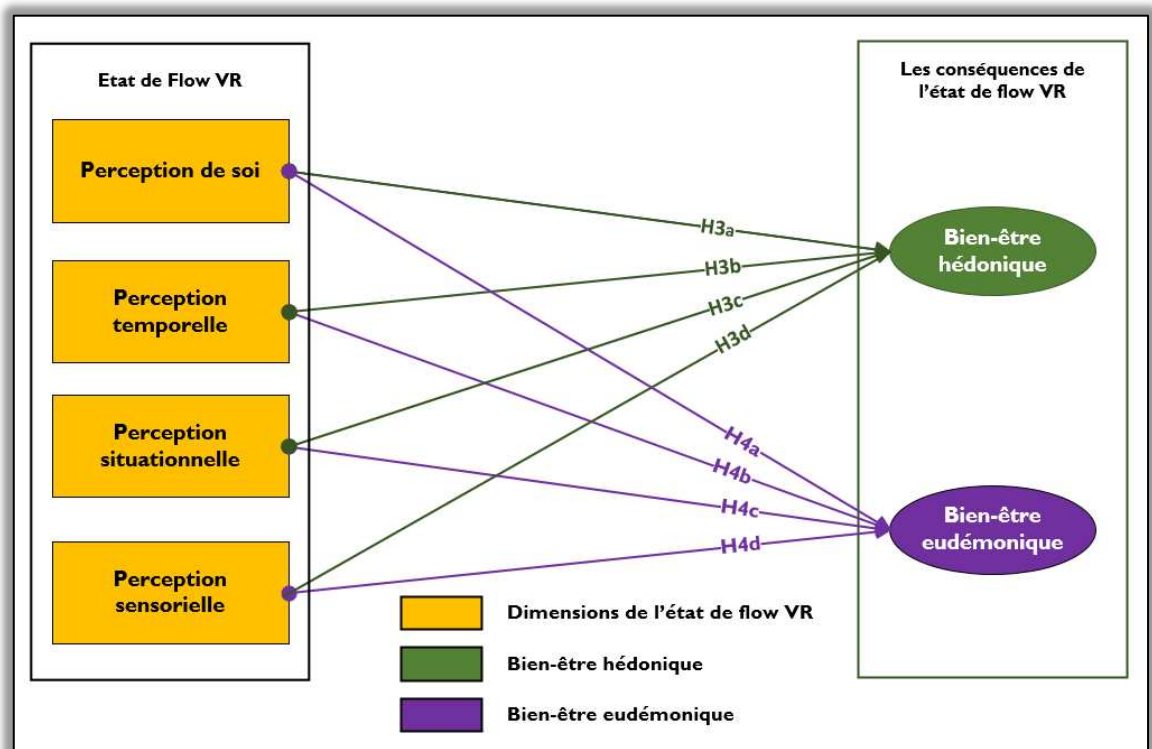 Etat de Flow VR
Perception de soi
Perception
temporelle
Perception
situationnelle
Perception
sensorielle
H3a
H3b
H3c
H3d
H4a
H4b
H4c
H4d
Les conséquences de
l’état de flow VR
Bien-être
hédonique
Bien-être
eudémonique
Dimensions de l’état de flow VR
Bien-être hédonique
Bien-être eudémonique